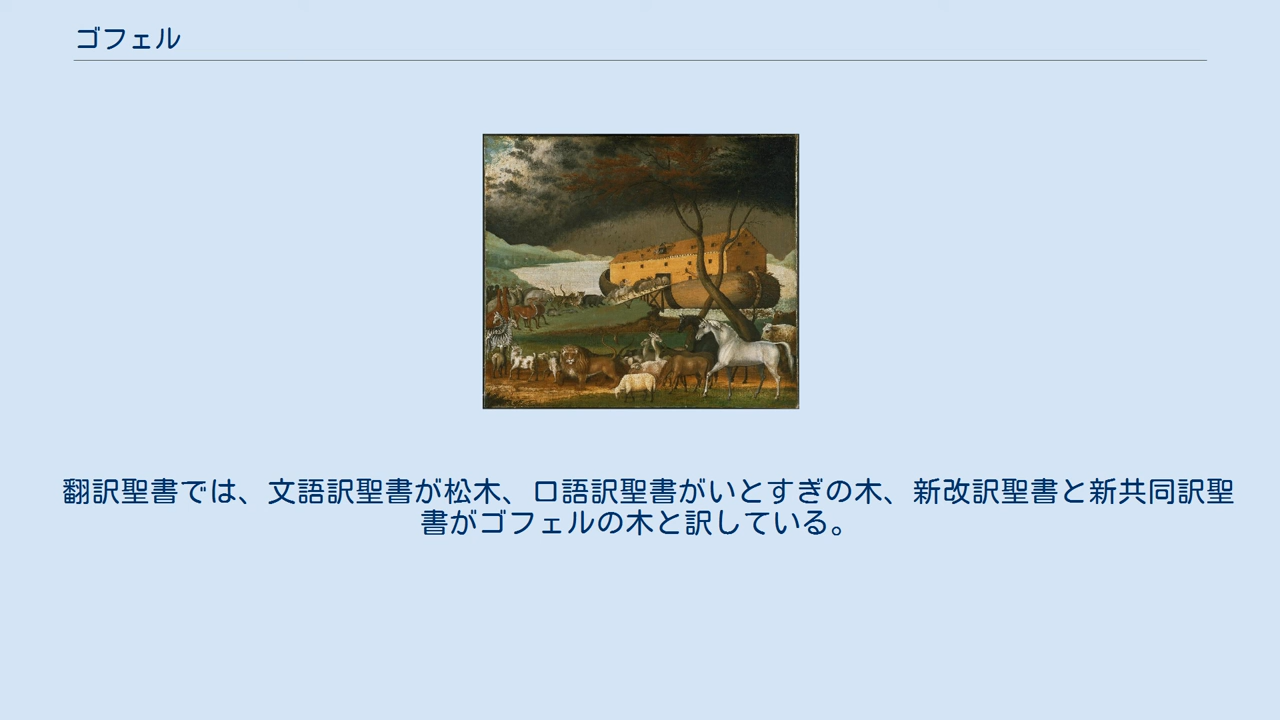 ゴフェル
翻訳聖書では、文語訳聖書が松木、口語訳聖書がいとすぎの木、新改訳聖書と新共同訳聖
書がゴフェルの木と訳している。